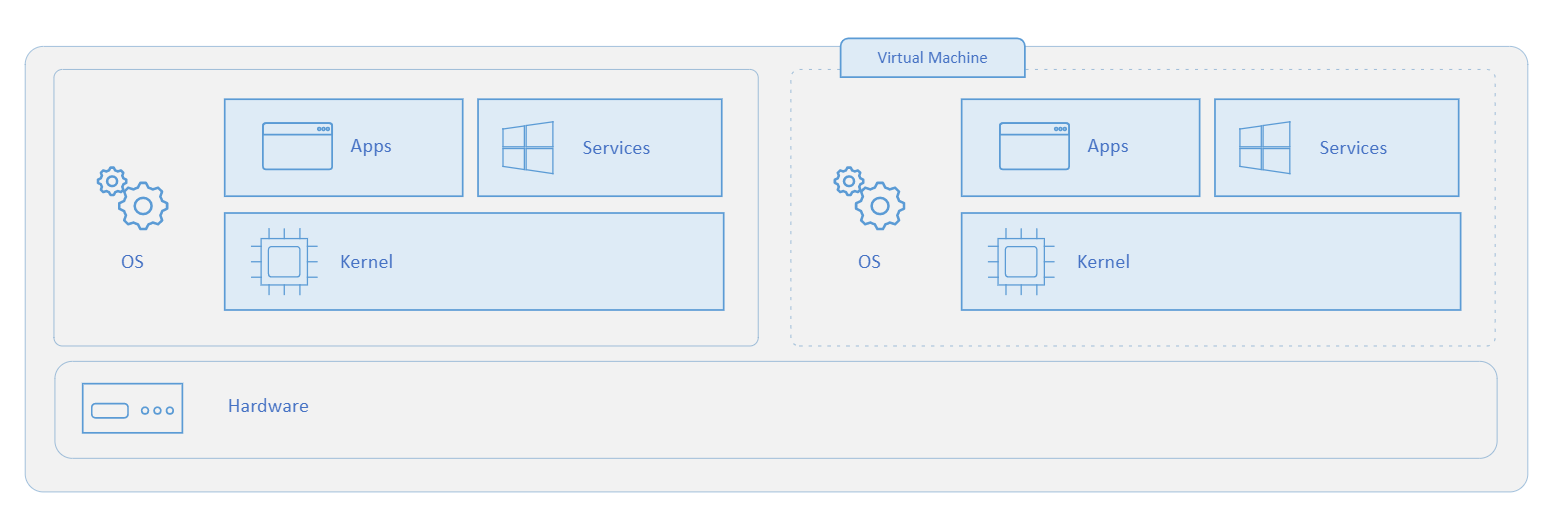 Virtual Machine
Apps
Services
OS
Kernel
Apps
Services
OS
Kernel
Hardware